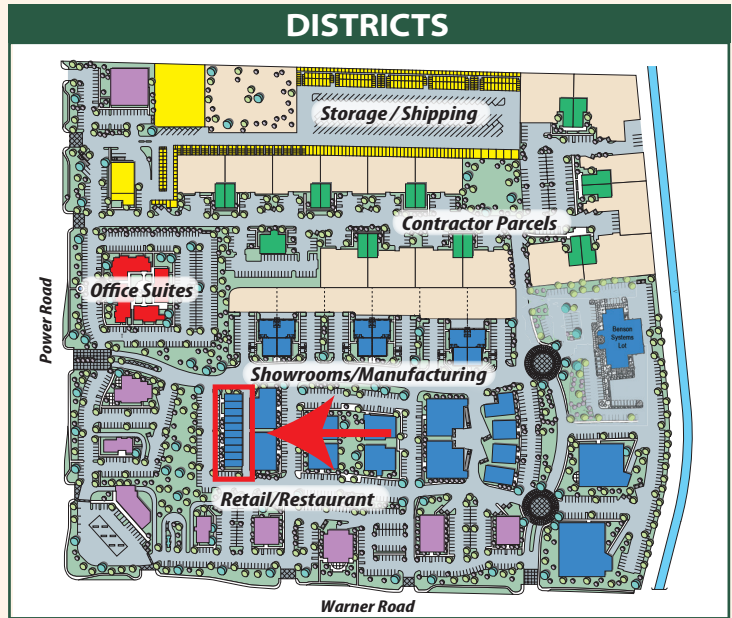 DISTRICTS
Storage / Shipping
Contractor Parcels
Office Suites
Power Road
Benson
Systems
Lot
Showrooms/Manufacturing
Retail/Restaurant
Warner Road